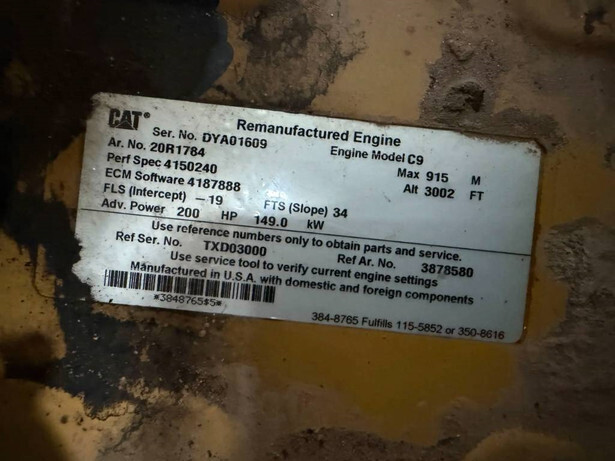 CAT® Remanufactured Engine
Ser. No. DYA01609 Engine Model C9
Ar. No. 20R1784 Max 915 M
Perf Spec 4150240 Alt 3002 FT
ECM Software 4187888
FLS (Intercept) -19 FTS (Slope) 34
Adv. Power 200 HP 149.0 kW
Use reference numbers only to obtain parts and service.
Ref Ser. No. TXD03000 Ref Ar. No. 3878580
Use service tool to verify current engine settings
Manufactured in U.S.A. with domestic and foreign components
*3848765$5*
384-8765 Fulfills 115-5852 or 350-8616